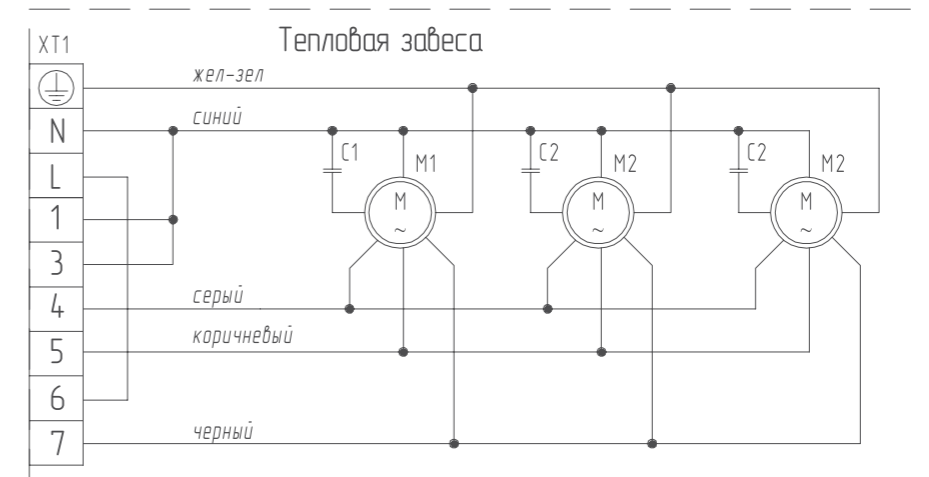 Тепловая завеса
XT1
жел-зел
синий
N
C1
M1
C2
M2
C2
M2
L
M
~
M
~
M
~
1
3
серый
4
коричневый
5
6
черный
7